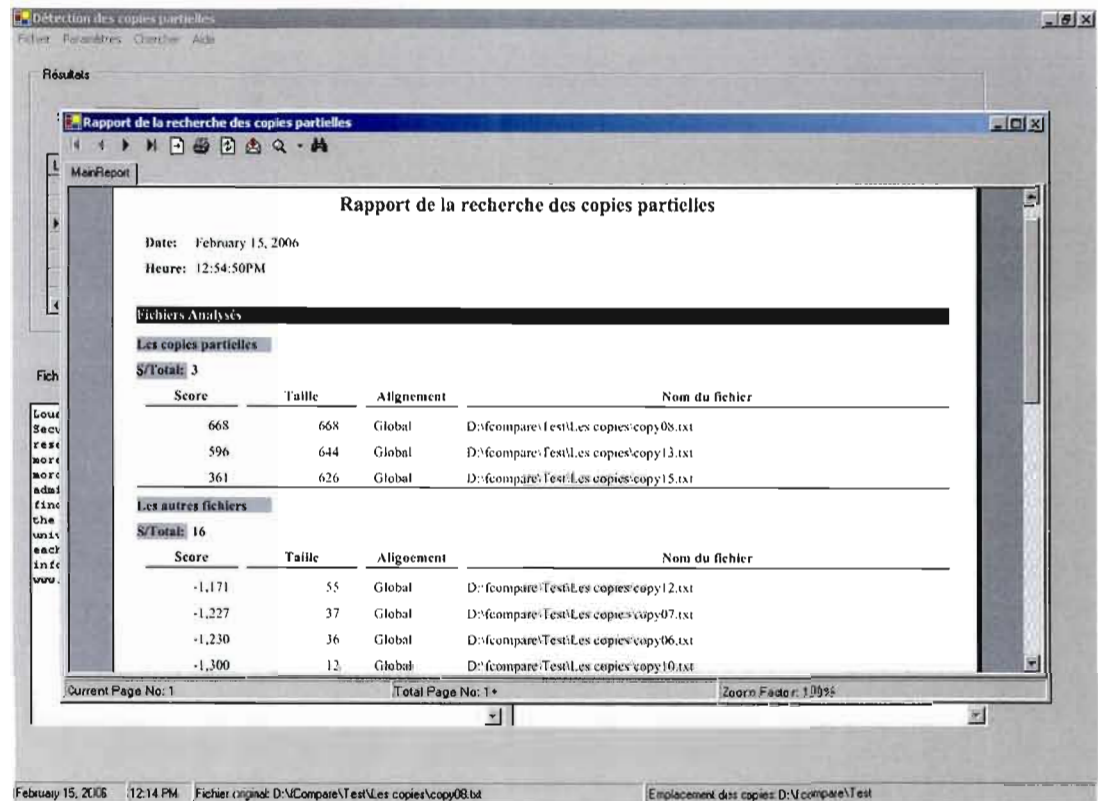 Détection des copies partielles
Fichier Paramètres Chercher Aide
Résultats
Rapport de la recherche des copies partielles
MainReport
Rapport de la recherche des copies partielles
Date: February 15, 2006
Heure: 12:54:50PM
Fichiers Analysés
Les copies partielles
S/Total: 3
Score Taille Alignement Nom du fichier
668 668 Global D:\fcompare\Test\Les copies\copy08.txt
596 644 Global D:\fcompare\Test\Les copies\copy13.txt
361 626 Global D:\fcompare\Test\Les copies\copy15.txt
Les autres fichiers
S/Total: 16
Score Taille Alignement Nom du fichier
-1,171 55 Global D:\fcompare\Test\Les copies\copy12.txt
-1,227 37 Global D:\fcompare\Test\Les copies\copy07.txt
-1,230 36 Global D:\fcompare\Test\Les copies\copy06.txt
-1,300 12 Global D:\fcompare\Test\Les copies\copy10.txt
Current Page No: 1 Total Page No: 1+ Zoom Factor: 100%
Fich
the
each
www.
February 15, 2006 12:14 PM Fichier original: D:\fCompare\Test\Les copies\copy08.txt Emplacement des copies: D:\fcompare\Test